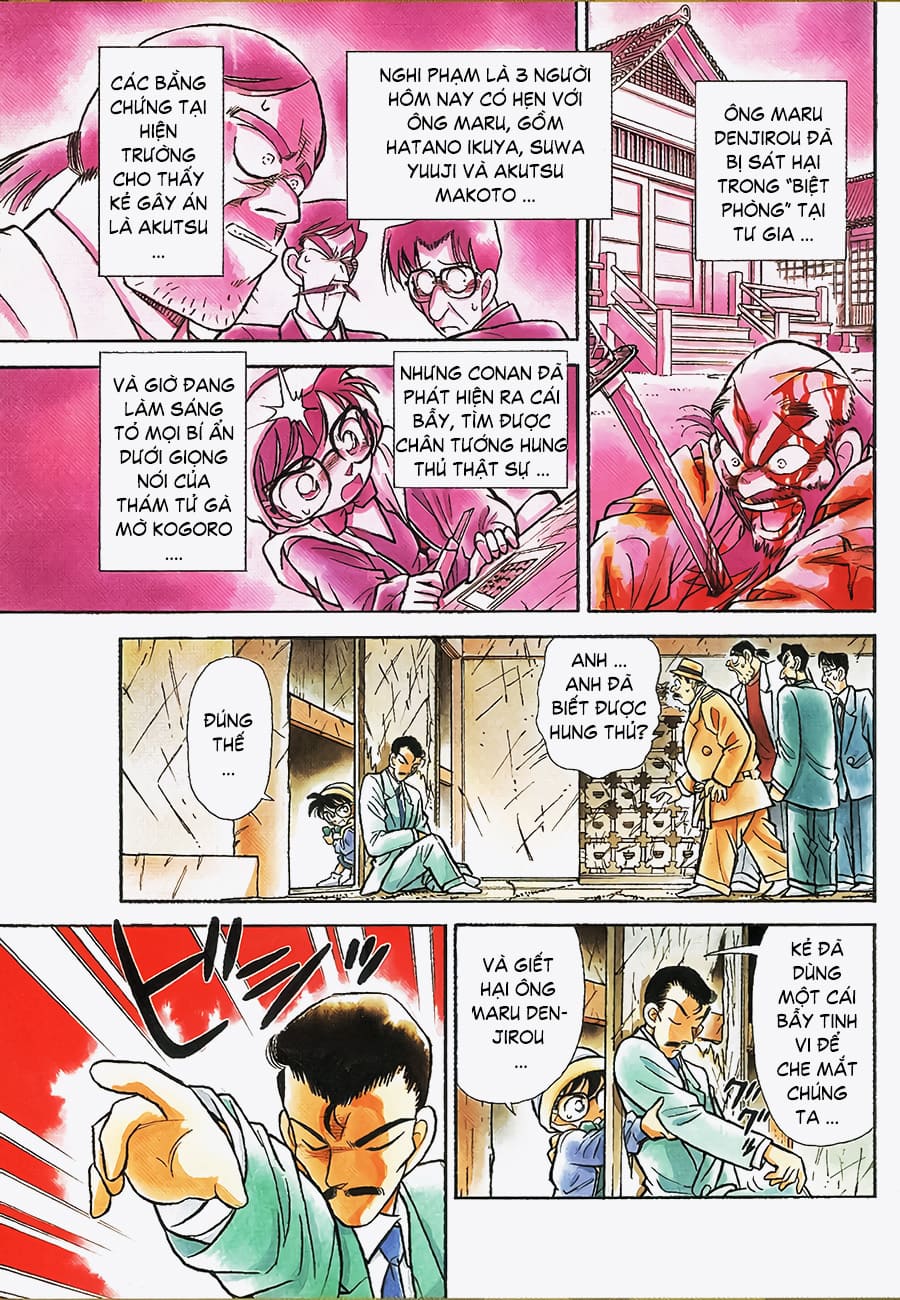 ÔNG MARU
DENJIROU ĐÃ
BỊ SÁT HẠI
TRONG "BIỆT
PHÒNG" TẠI
TƯ GIA ...
NGHI PHẠM LÀ 3 NGƯỜI
HÔM NAY CÓ HẸN VỚI
ÔNG MARU, GỒM
HATANO IKUYA, SUWA
YUUJI VÀ AKUTSU
MAKOTO ...
CÁC BẰNG
CHỨNG TẠI
HIỆN
TRƯỜNG
CHO THẤY
KẺ GÂY ÁN
LÀ AKUTSU
...
NHƯNG CONAN ĐÃ
PHÁT HIỆN RA CÁI
BẪY, TÌM ĐƯỢC
CHÂN TƯỚNG HUNG
THỦ THẬT SỰ ...
VÀ GIỜ ĐANG
LÀM SÁNG
TỎ MỌI BÍ ẨN
DƯỚI GIỌNG
NÓI CỦA
THÁM TỬ GÀ
MỜ KOGORO
....
ANH ...
ANH ĐÃ
BIẾT ĐƯỢC
HUNG THỦ?
ĐÚNG
THẾ
...
KẺ ĐÃ
DÙNG
MỘT CÁI
BẪY TINH
VI ĐỂ
CHE MẮT
CHÚNG
TA ...
VÀ GIẾT
HẠI ÔNG
MARU DEN-
JIROU
...
グググ
ビシッ